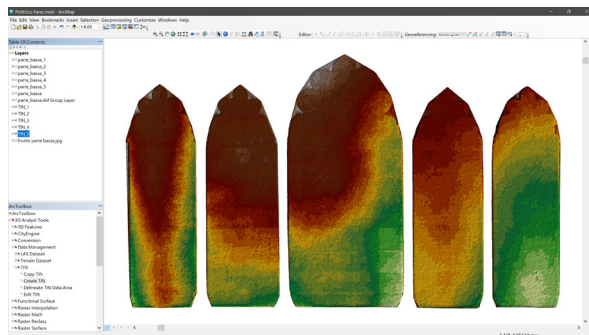 Polittico Fano.mxd - ArcMap
File Edit View Bookmarks Insert Selection Geoprocessing Customize Windows Help
Editor
Georeferencing
Table Of Contents
Layers
parte_bassa_1
parte_bassa_2
parte_bassa_3
parte_bassa_4
parte_bassa_5
parte_bassa
parte_bassa.dxf Group Layer
TIN_1
TIN_2
TIN_3
TIN_4
TIN_5
fronte parte bassa.jpg
ArcToolbox
ArcToolbox
3D Analyst Tools
3D Features
CityEngine
Conversion
Data Management
LAS Dataset
Terrain Dataset
TIN
Copy TIN
Create TIN
Delineate TIN Data Area
Edit TIN
Functional Surface
Raster Interpolation
Raster Math
Raster Reclass
Raster Surface